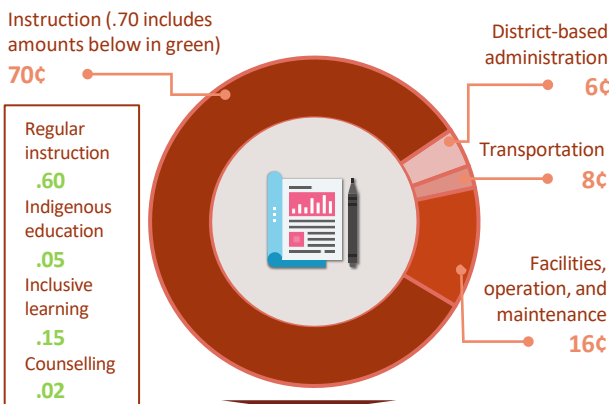 Instruction (.70 includes
amounts below in green)
70¢
Regular
instruction
.60
Indigenous
education
.05
Inclusive
learning
.15
Counselling
.02
District-based
administration
6¢
Transportation
8¢
Facilities,
operation, and
maintenance
16¢